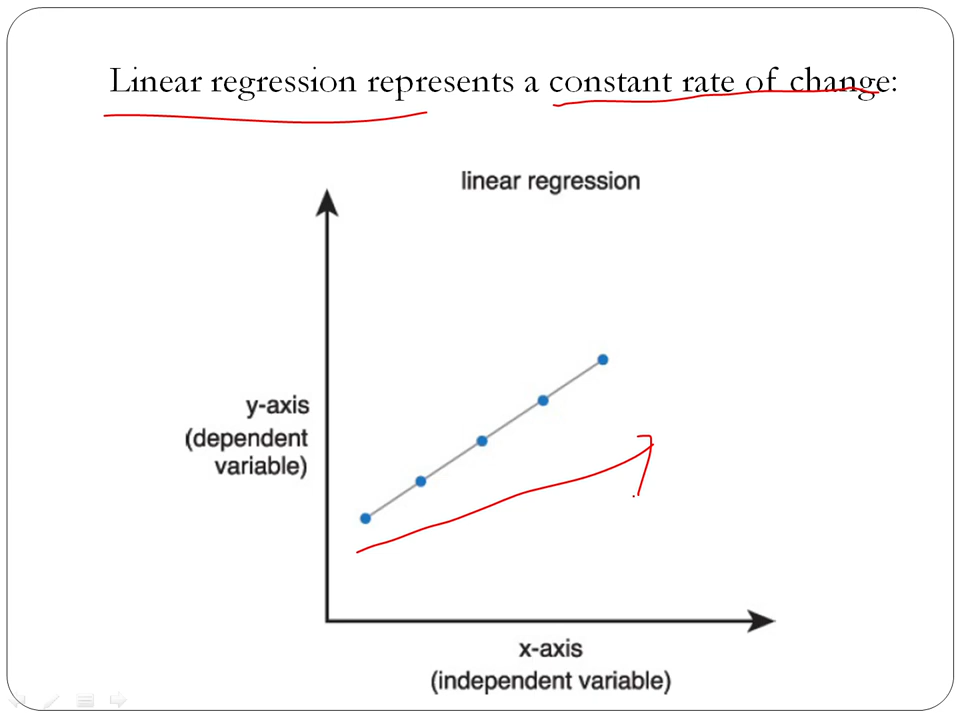 Linear regression represents a constant rate of change:
linear regression
y-axis
(dependent
variable)
x-axis
(independent variable)